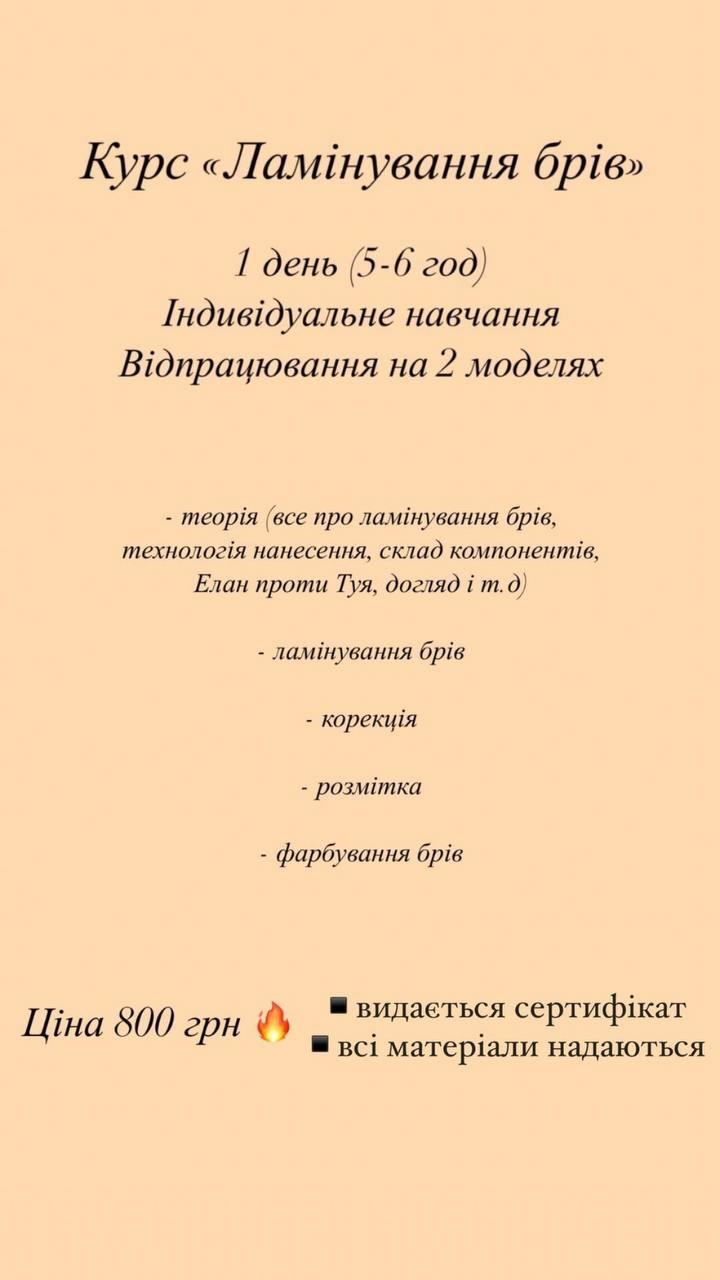 Курс «Ламінування брів»
1 день (5-6 год)
Індивідуальне навчання
Відпрацювання на 2 моделях
- теорія (все про ламінування брів,
технологія нанесення, склад компонентів,
Елан проти Туя, догляд і т.д)
- ламінування брів
- корекція
- розмітка
- фарбування брів
Ціна 800 грн 🔥
▪️видається сертифікат
▪️всі матеріали надаються